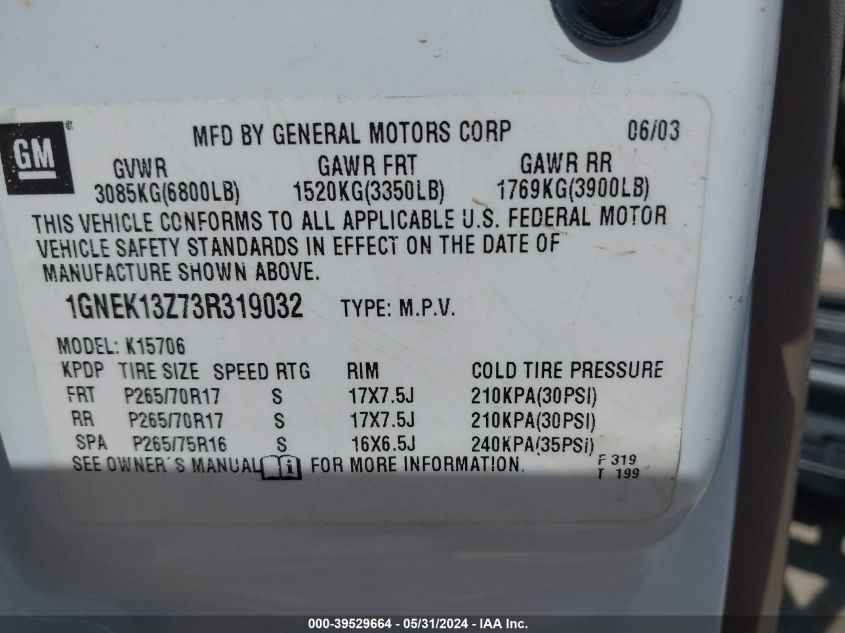 GM®
MFD BY GENERAL MOTORS CORP 06/03
GVWR GAWR FRT GAWR RR
3085KG(6800LB) 1520KG(3350LB) 1769KG(3900LB)
THIS VEHICLE CONFORMS TO ALL APPLICABLE U.S. FEDERAL MOTOR
VEHICLE SAFETY STANDARDS IN EFFECT ON THE DATE OF
MANUFACTURE SHOWN ABOVE.
1GNEK13Z73R319032 TYPE: M.P.V.
MODEL: K15706
KPDP TIRE SIZE SPEED RTG RIM COLD TIRE PRESSURE
FRT P265/70R17 S 17X7.5J 210KPA(30PSI)
RR P265/70R17 S 17X7.5J 210KPA(30PSI)
SPA P265/75R16 S 16X6.5J 240KPA(35PSI)
SEE OWNER'S MANUAL i FOR MORE INFORMATION.
F 319
T 199
000-39529664 - 05/31/2024 - IAA Inc.